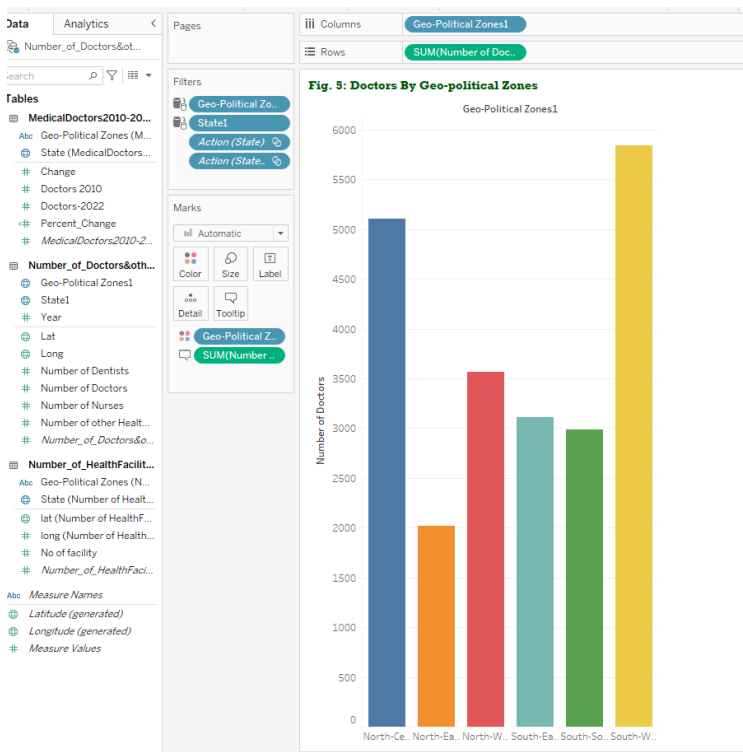 Data Analytics <
Number_of_Doctors&ot...
Search
Tables
MedicalDoctors2010-20...
Abc Geo-Political Zones (M...
State (MedicalDoctors...
# Change
# Doctors 2010
# Doctors-2022
=# Percent_Change
# MedicalDoctors2010-2...
Number_of_Doctors&oth...
Geo-Political Zones1
State1
# Year
Lat
Long
# Number of Dentists
# Number of Doctors
# Number of Nurses
# Number of other Healt...
# Number_of_Doctors&o...
Number_of_HealthFacilit...
Abc Geo-Political Zones (N...
State (Number of Healt...
lat (Number of HealthF...
# long (Number of Health...
# No of facility
# Number_of_HealthFaci...
Abc Measure Names
Latitude (generated)
Longitude (generated)
# Measure Values
Pages
Filters
Geo-Political Zo..
State1
Action (State)
Action (State..
Marks
Automatic
Color Size Label
Detail Tooltip
Geo-Political Z..
SUM(Number ..
Columns Geo-Political Zones1
Rows SUM(Number of Doc..
Fig. 5: Doctors By Geo-political Zones
Geo-Political Zones1
Number of Doctors
6000
5500
5000
4500
4000
3500
3000
2500
2000
1500
1000
500
0
North-Ce.. North-Ea.. North-W.. South-Ea.. South-So.. South-W..